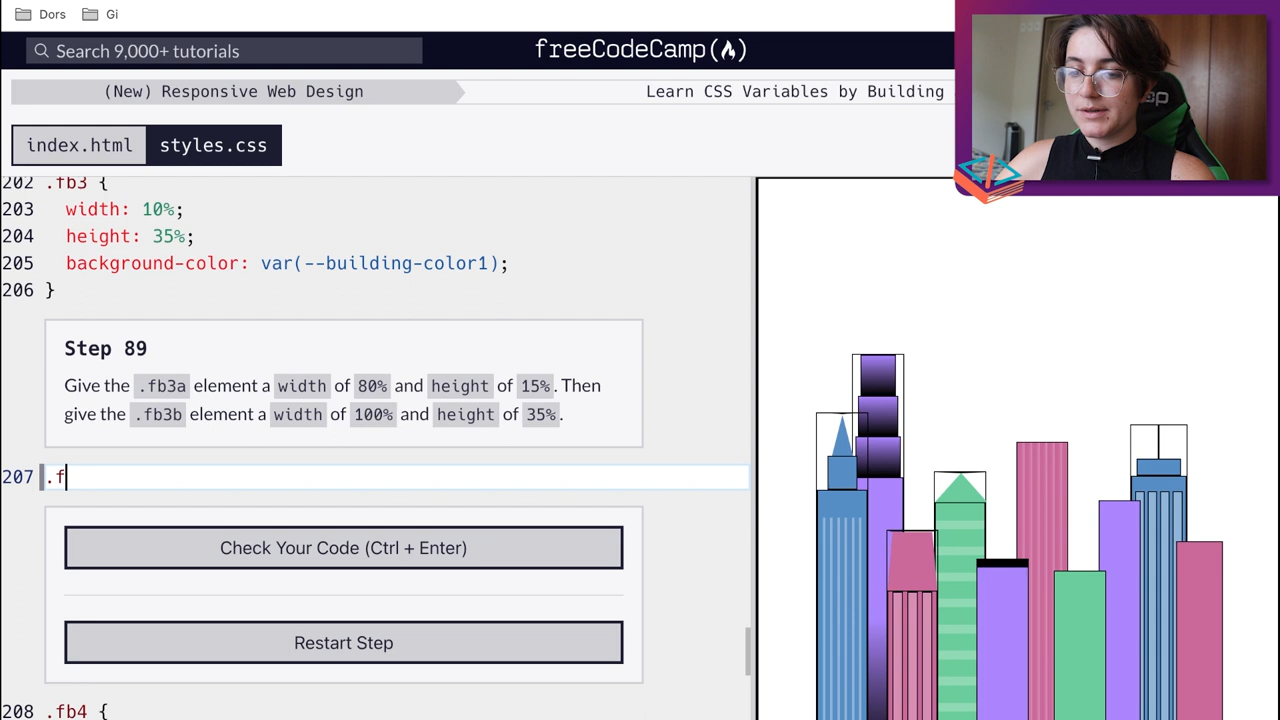 Dors Gi
Search 9,000+ tutorials
freeCodeCamp
(New) Responsive Web Design
Learn CSS Variables by Building
index.html styles.css
202 .fb3 {
203 width: 10%;
204 height: 35%;
205 background-color: var(--building-color1);
206 }
Step 89
Give the .fb3a element a width of 80% and height of 15%. Then
give the .fb3b element a width of 100% and height of 35%.
207 .f
Check Your Code (Ctrl + Enter)
Restart Step
208 .fb4 {